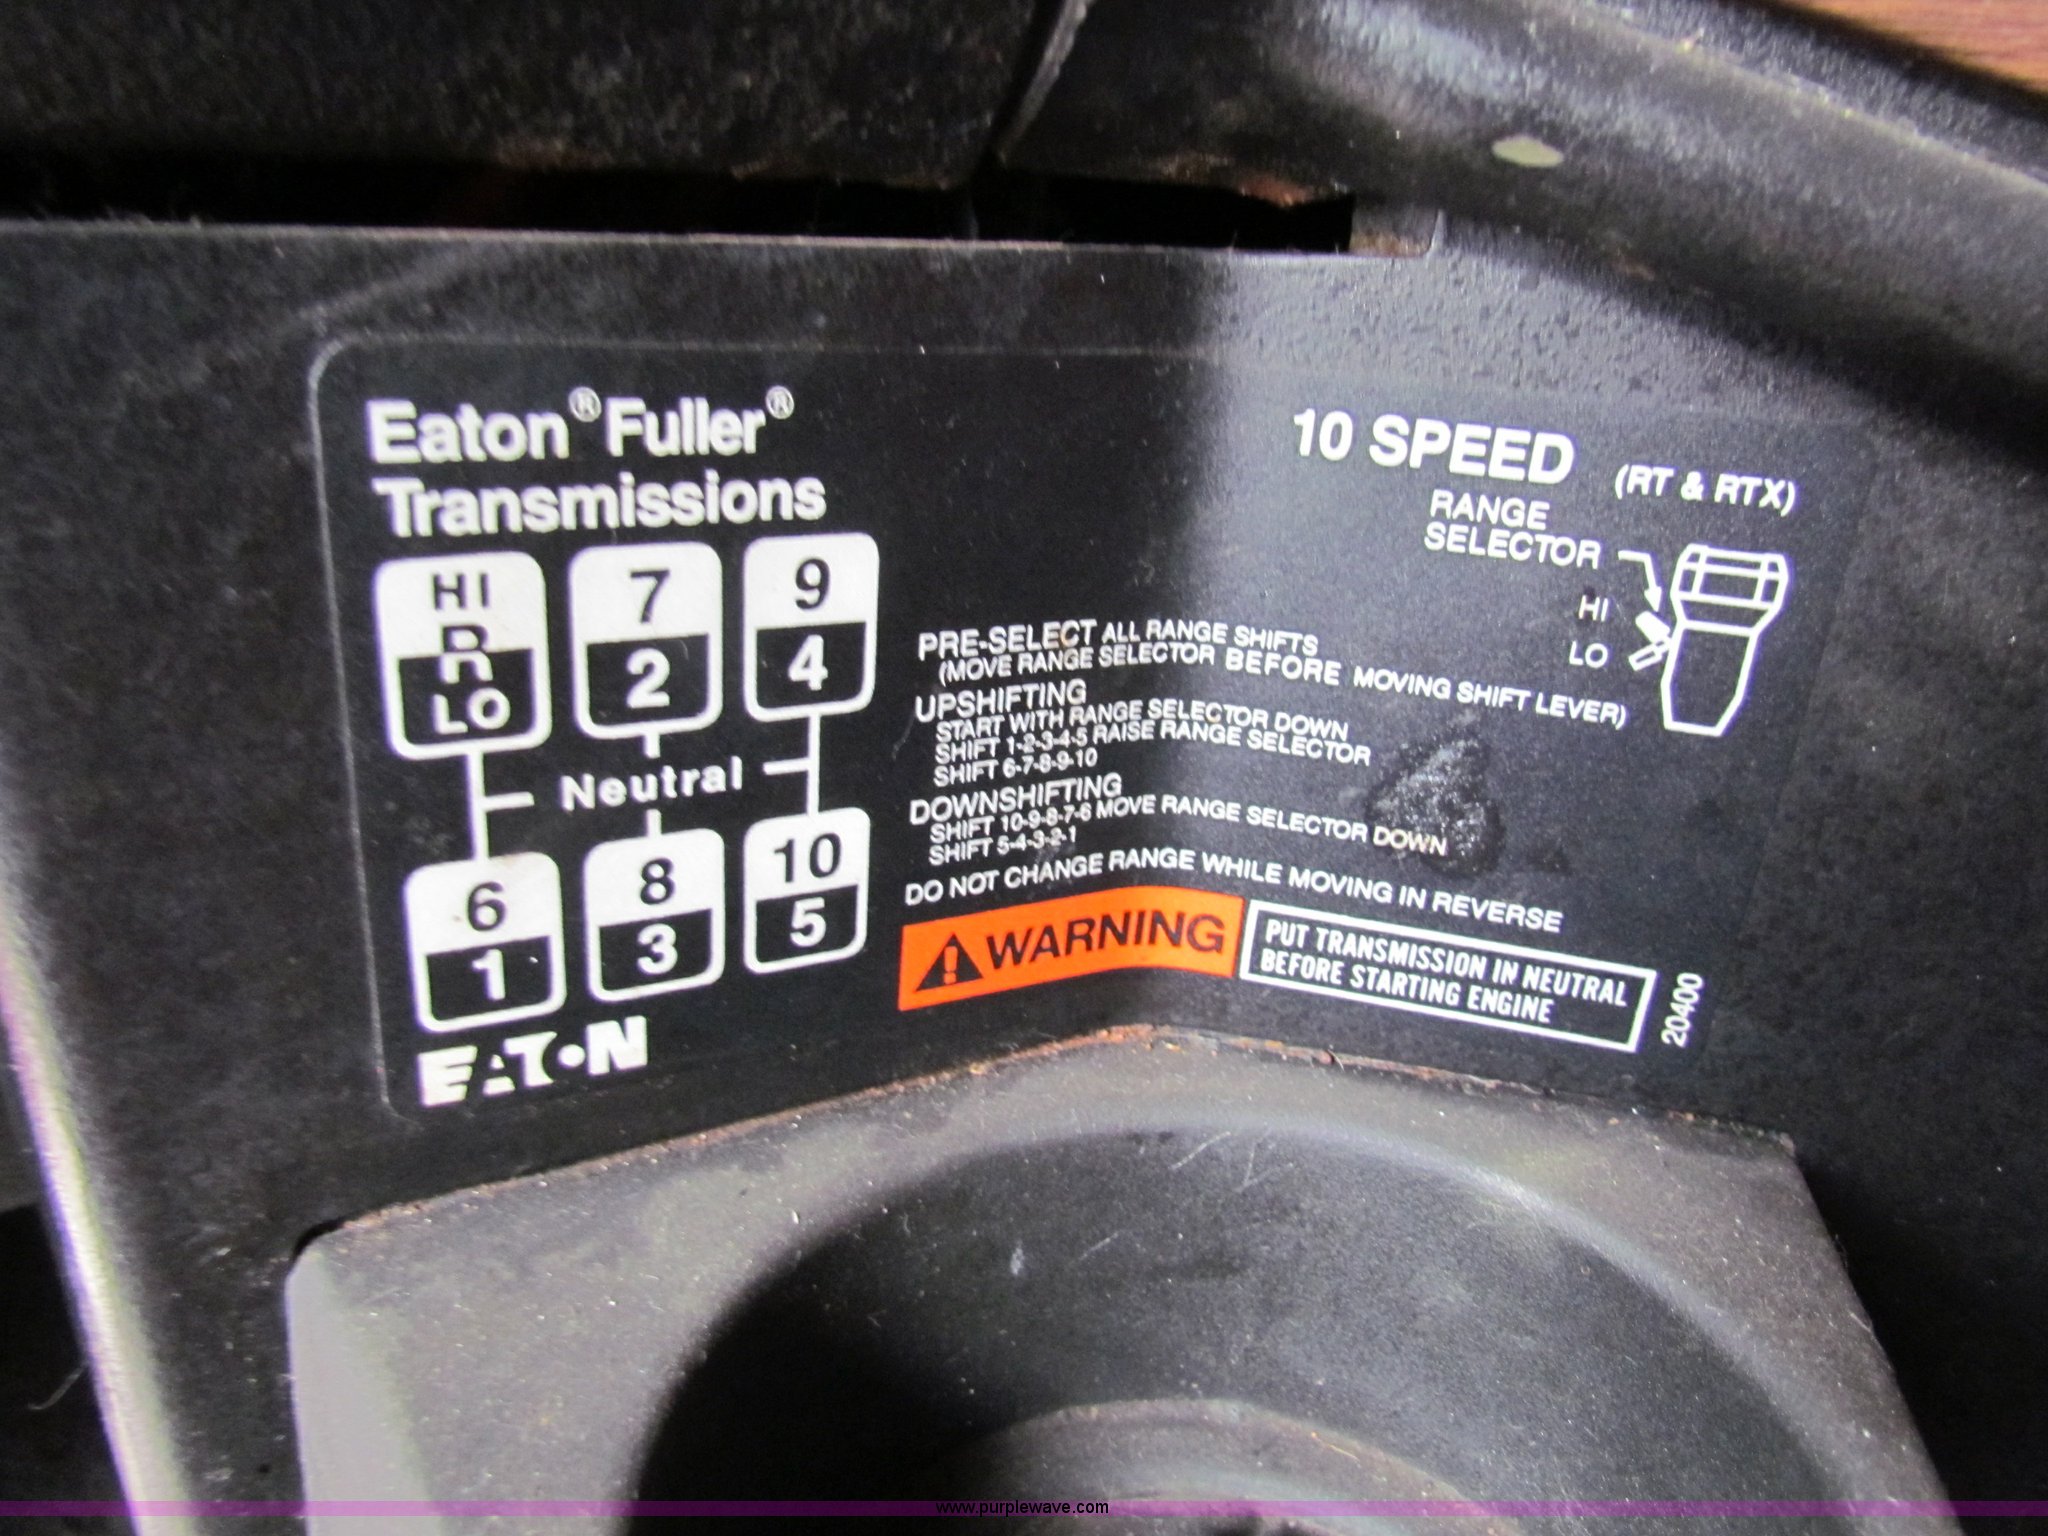 Eaton® Fuller®
Transmissions
HI
R
LO
7
2
9
4
Neutral
6
1
8
3
10
5
EATON
10 SPEED (RT & RTX)
RANGE
SELECTOR
HI
LO
PRE-SELECT ALL RANGE SHIFTS
(MOVE RANGE SELECTOR BEFORE MOVING SHIFT LEVER)
UPSHIFTING
START WITH RANGE SELECTOR DOWN
SHIFT 1-2-3-4-5 RAISE RANGE SELECTOR
SHIFT 6-7-8-9-10
DOWNSHIFTING
SHIFT 10-9-8-7-6 MOVE RANGE SELECTOR DOWN
SHIFT 5-4-3-2-1
DO NOT CHANGE RANGE WHILE MOVING IN REVERSE
WARNING
PUT TRANSMISSION IN NEUTRAL
BEFORE STARTING ENGINE
20400
www.purplewave.com